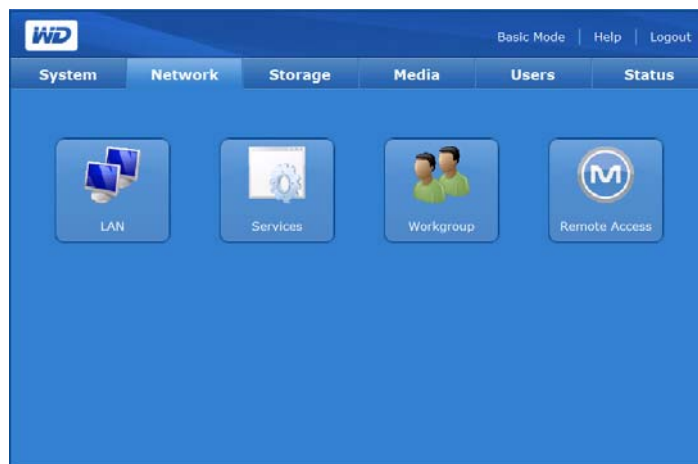 WD
Basic Mode | Help | Logout
System Network Storage Media Users Status
LAN Services Workgroup Remote Access